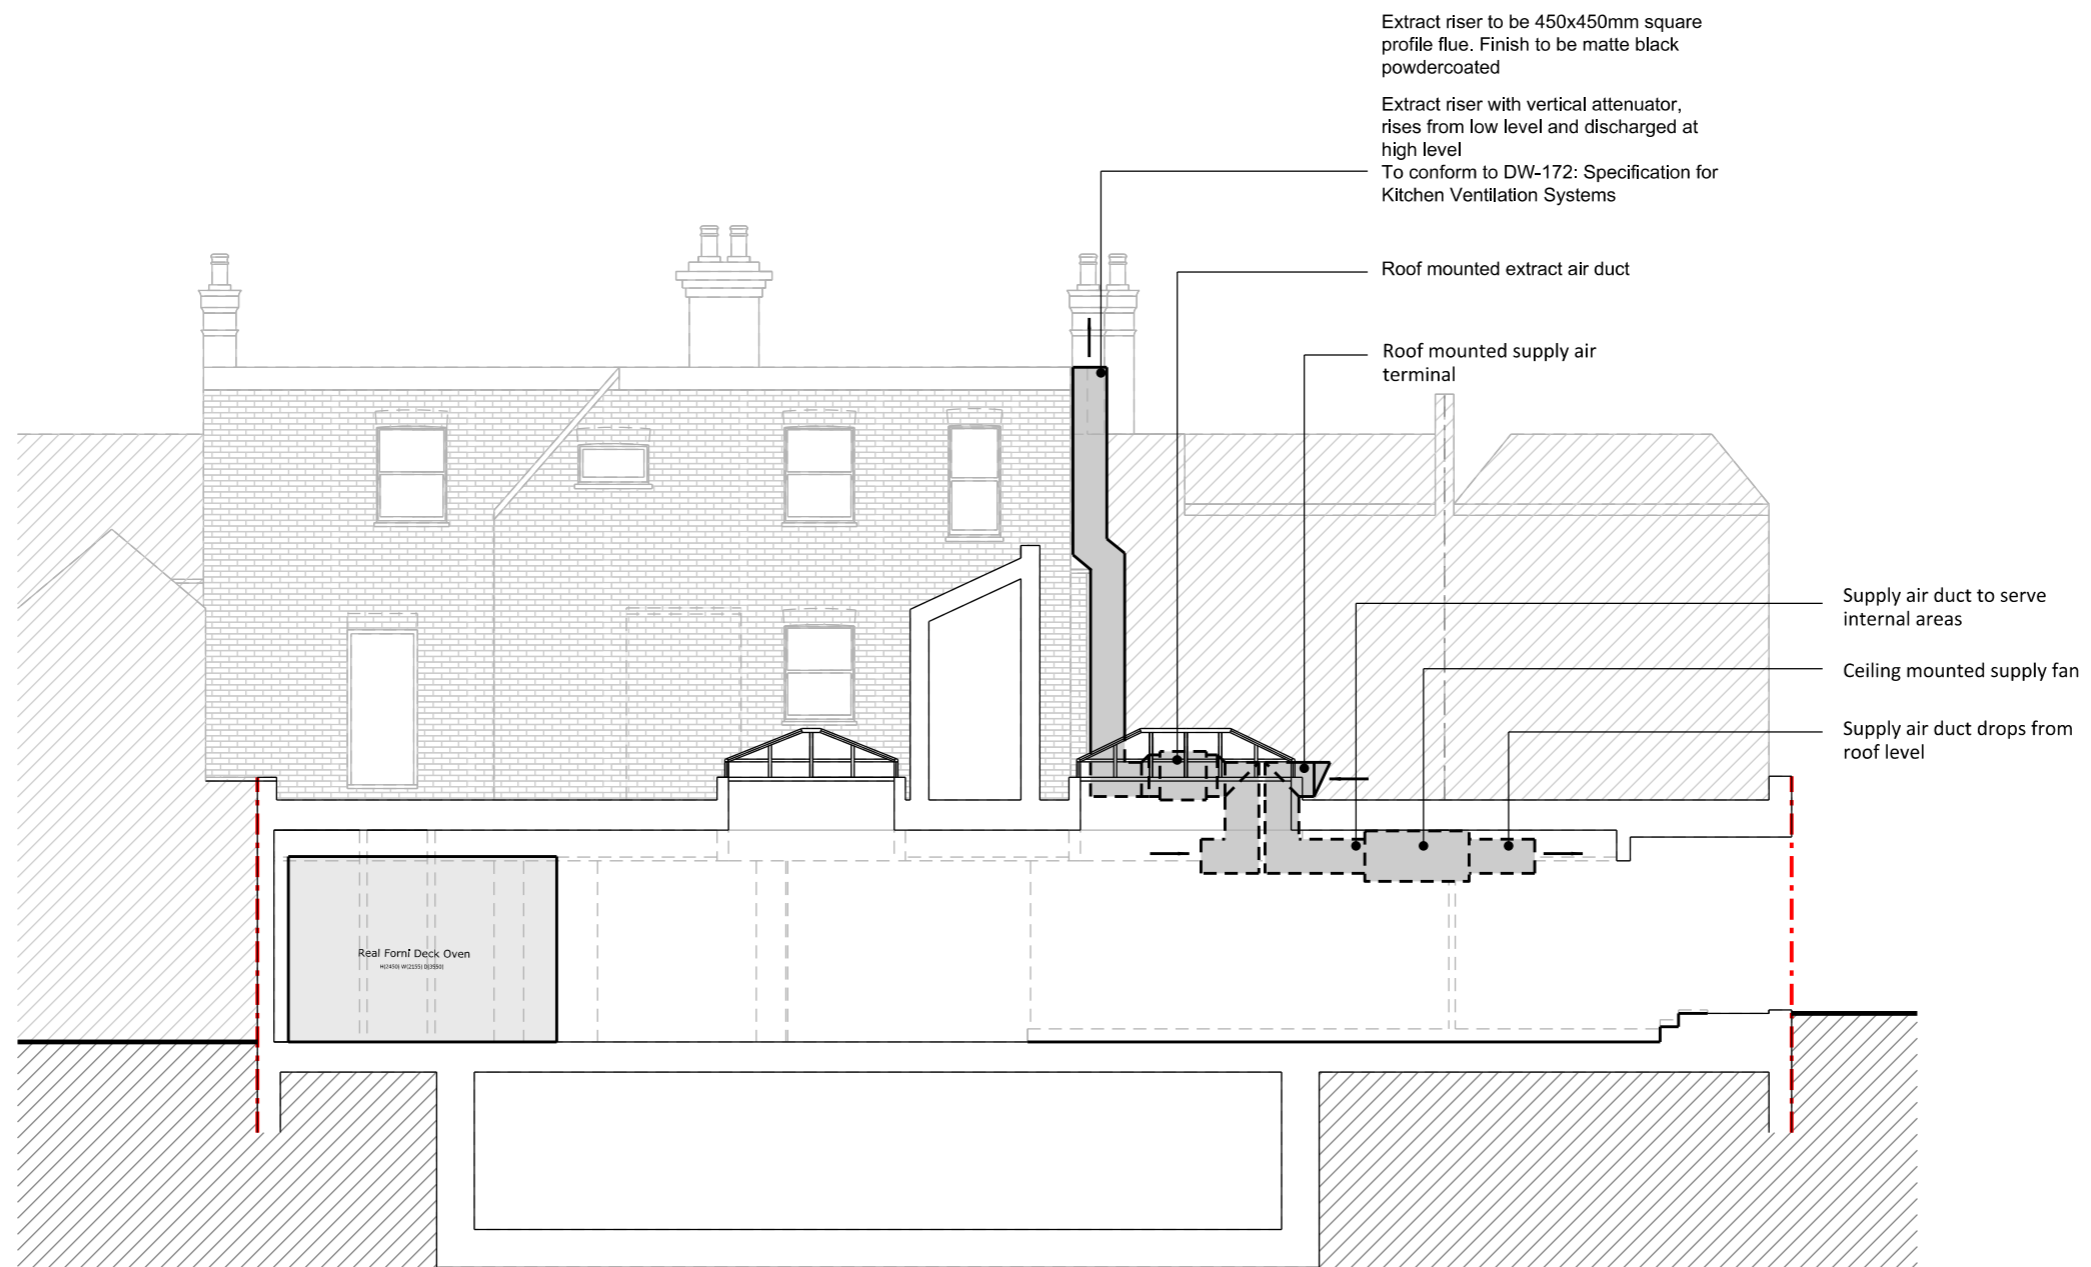 Extract riser to be 450x450mm square
profile flue. Finish to be matte black
powdercoated
Extract riser with vertical attenuator,
rises from low level and discharged at
high level
To conform to DW-172: Specification for
Kitchen Ventilation Systems
Roof mounted extract air duct
Roof mounted supply air
terminal
Supply air duct to serve
internal areas
Ceiling mounted supply fan
Supply air duct drops from
roof level
Real Forni Deck Oven
H(2450) W(2155) D(3550)